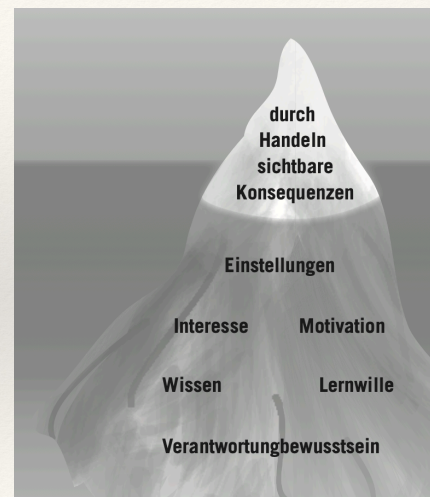 durch
Handeln
sichtbare
Konsequenzen
Einstellungen
Interesse Motivation
Wissen Lernwille
Verantwortungbewusstsein